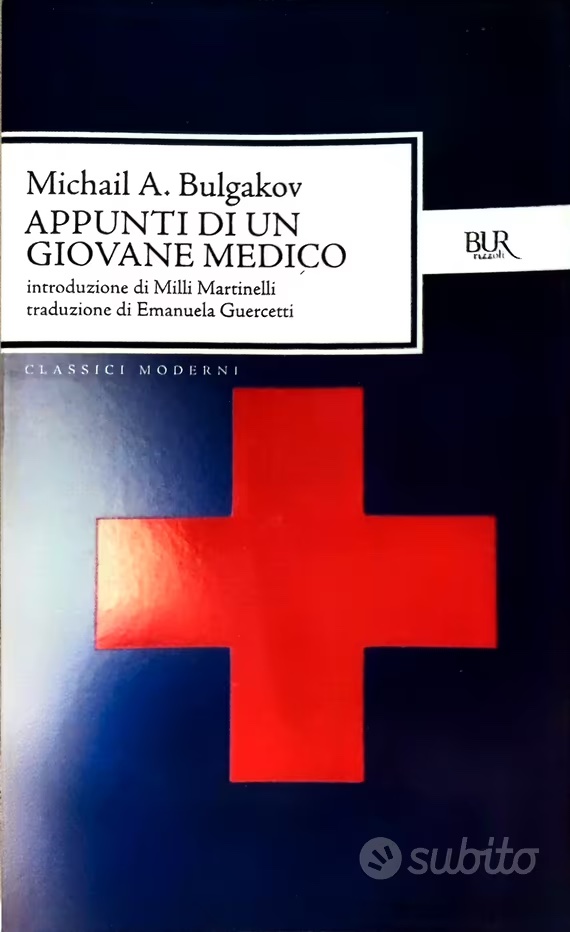 Michail A. Bulgakov
APPUNTI DI UN
GIOVANE MEDICO
introduzione di Milli Martinelli
traduzione di Emanuela Guercetti
BUR
rizzoli
CLASSICI MODERNI
subito